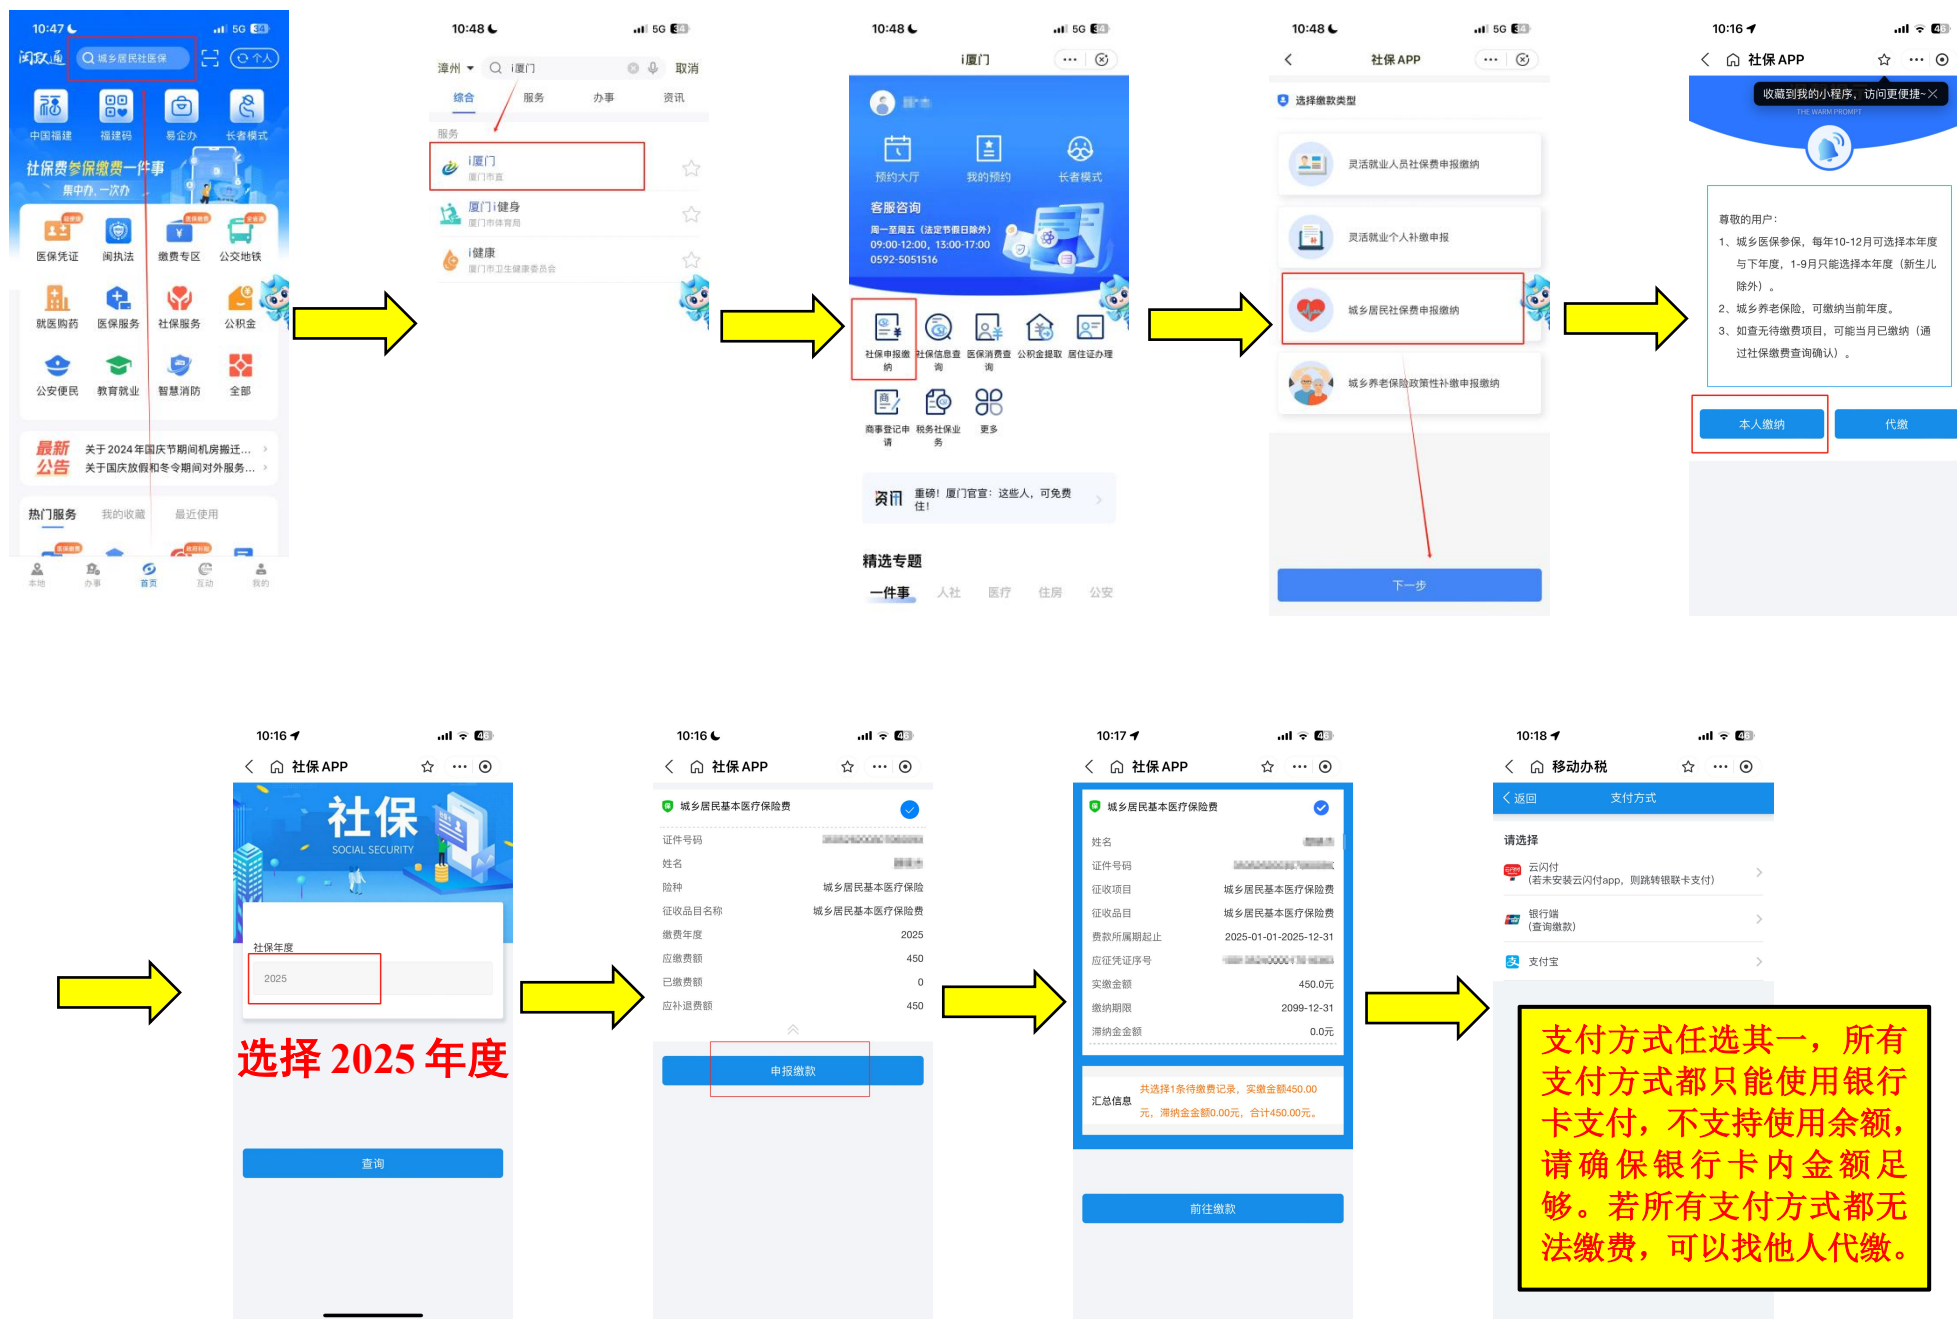 10:47
5G 34
闽政通
城乡居民社医保
个人
中国福建
福建码
易企办
长者模式
社保费参保缴费一件事
集中办,一次办
医保凭证
闽执法
缴费专区
公交地铁
就医购药
医保服务
社保服务
公积金
公安便民
教育就业
智慧消防
全部
最新公告
关于2024年国庆节期间机房搬迁...
关于国庆放假和冬令期间对外服务...
热门服务
我的收藏
最近使用
本地
办事
首页
互动
我的
10:48
5G
漳州
i厦门
取消
综合
服务
办事
资讯
服务
i厦门
厦门市直
厦门i健身
厦门市体育局
i健康
厦门市卫生健康委员会
10:48
5G
i厦门
预约大厅
我的预约
长者模式
客服咨询
周一至周五（法定节假日除外）
09:00-12:00，13:00-17:00
0592-5051516
社保申报缴纳
社保信息查询
医保消费查询
公积金提取
居住证办理
商事登记申请
税务社保业务
更多
资讯
重磅！厦门官宣：这些人，可免费
住！
精选专题
一件事
人社
医疗
住房
公安
10:48
5G
社保 APP
选择缴款类型
灵活就业人员社保费申报缴纳
灵活就业个人补缴申报
城乡居民社保费申报缴纳
城乡养老保险政策性补缴申报缴纳
下一步
10:16
社保 APP
收藏到我的小程序，访问更便捷~
THE WARM PROMPT
尊敬的用户：
1、城乡医保参保，每年10-12月可选择本年度
与下年度，1-9月只能选择本年度（新生儿
除外）。
2、城乡养老保险，可缴纳当前年度。
3、如查无待缴费项目，可能当月已缴纳（通
过社保缴费查询确认）。
本人缴纳
代缴
10:16
社保 APP
社保
SOCIAL SECURITY
社保年度
2025
选择 2025 年度
查询
10:16
社保 APP
城乡居民基本医疗保险费
证件号码
姓名
险种 城乡居民基本医疗保险
征收品目名称 城乡居民基本医疗保险费
缴费年度 2025
应缴费额 450
已缴费额 0
应补退费额 450
申报缴款
10:17
社保 APP
城乡居民基本医疗保险费
姓名
证件号码
征收项目 城乡居民基本医疗保险费
征收品目 城乡居民基本医疗保险费
费款所属期起止 2025-01-01-2025-12-31
应征凭证序号
实缴金额 450.0元
缴纳期限 2099-12-31
滞纳金金额 0.0元
汇总信息
共选择1条待缴费记录，实缴金额450.00
元，滞纳金金额0.00元，合计450.00元。
前往缴款
10:18
移动办税
返回
支付方式
请选择
云闪付
(若未安装云闪付app，则跳转银联卡支付)
银行端
(查询缴款)
支付宝
支付方式任选其一，所有
支付方式都只能使用银行
卡支付，不支持使用余额，
请确保银行卡内金额足
够。若所有支付方式都无
法缴费，可以找他人代缴。